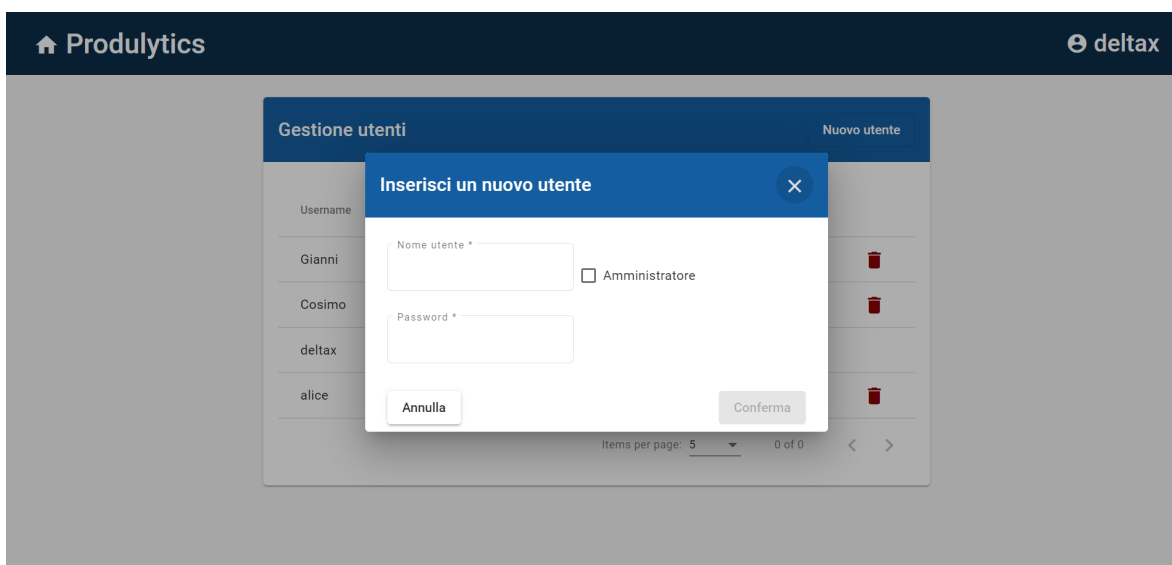 Produlytics
deltax
Gestione utenti
Nuovo utente
Inserisci un nuovo utente
Username
Nome utente *
Gianni
Amministratore
Cosimo
Password *
deltax
alice
Annulla
Conferma
Items per page: 5
0 of 0